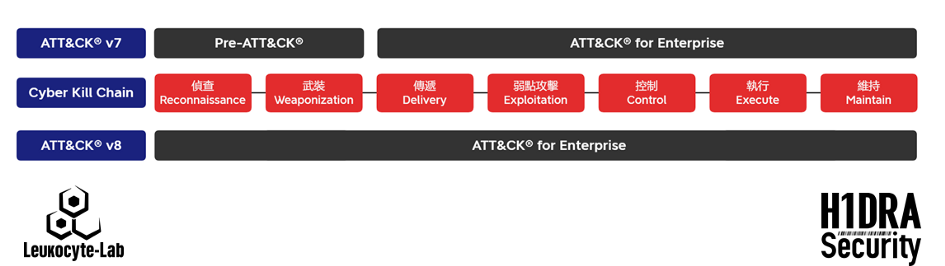 ATT&CK® v7
Pre-ATT&CK®
ATT&CK® for Enterprise
Cyber Kill Chain
偵查
Reconnaissance
武裝
Weaponization
傳遞
Delivery
弱點攻擊
Exploitation
控制
Control
執行
Execute
維持
Maintain
ATT&CK® v8
ATT&CK® for Enterprise
Leukocyte-Lab
H1DRA
Security